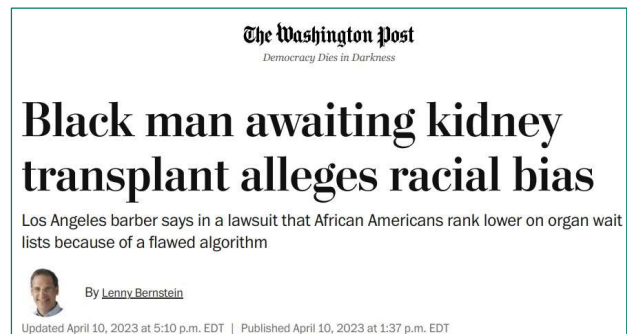 The Washington Post
Democracy Dies in Darkness
Black man awaiting kidney
transplant alleges racial bias
Los Angeles barber says in a lawsuit that African Americans rank lower on organ wait
lists because of a flawed algorithm
By Lenny Bernstein
Updated April 10, 2023 at 5:10 p.m. EDT | Published April 10, 2023 at 1:37 p.m. EDT